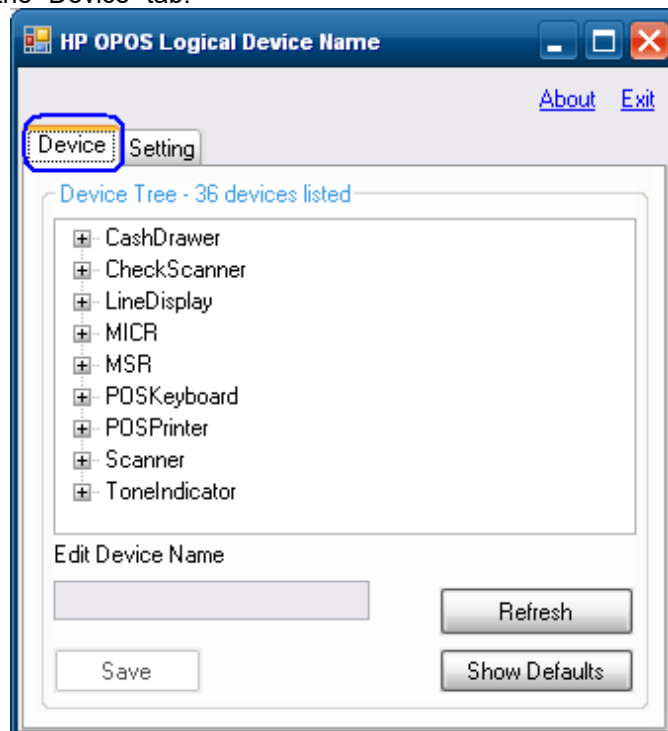 the "Device" tab.
HP OPOS Logical Device Name
About Exit
Device Setting
Device Tree - 36 devices listed
CashDrawer
CheckScanner
LineDisplay
MICR
MSR
POSKeyboard
POSPrinter
Scanner
ToneIndicator
Edit Device Name
Refresh
Save Show Defaults